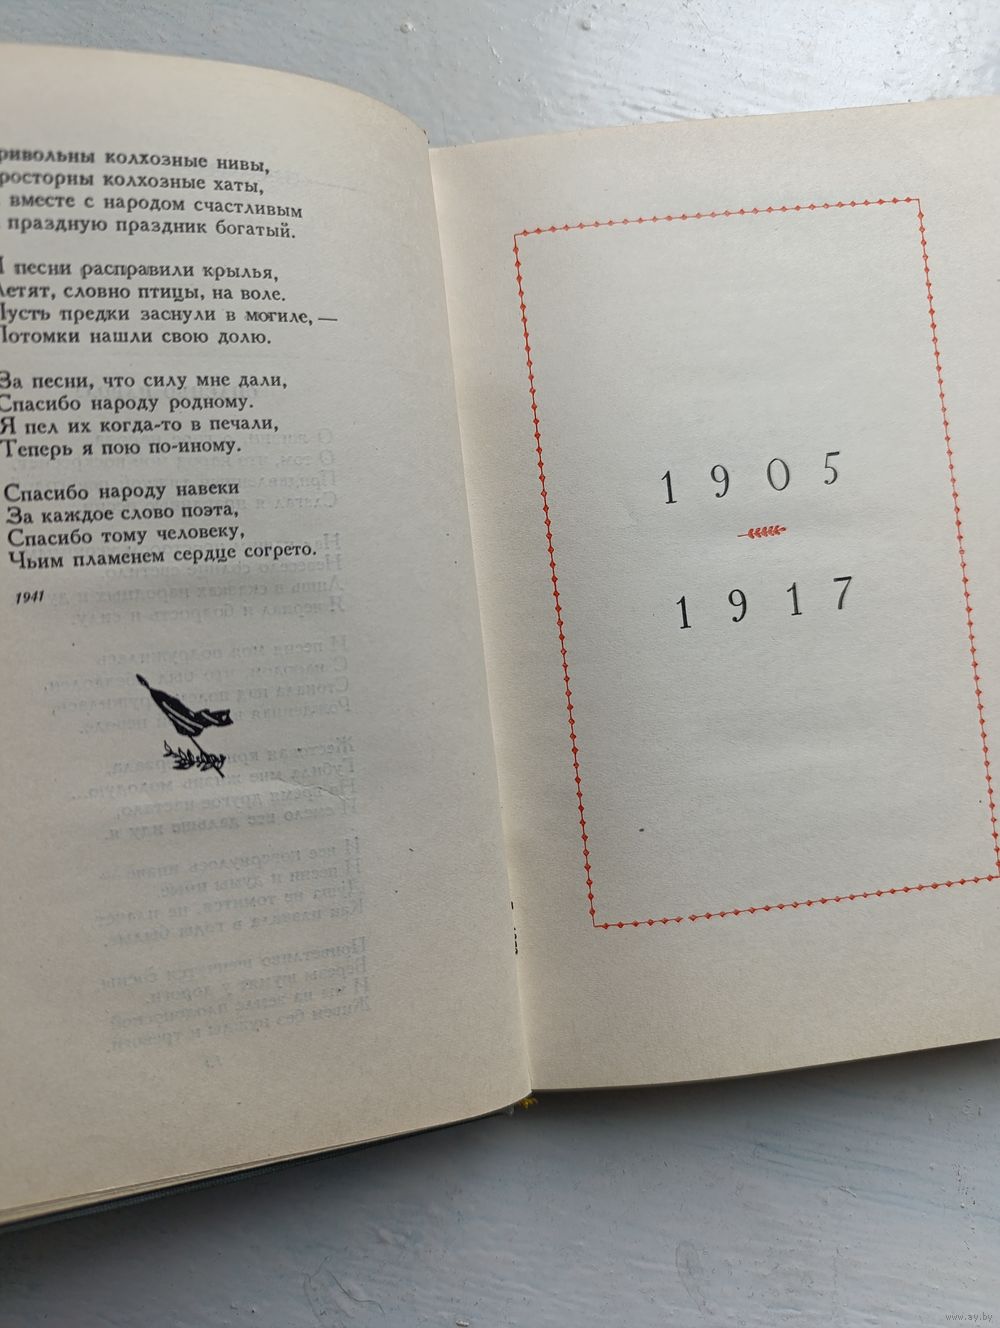 ривольны колхозные нивы,
росторны колхозные хаты,
вместе с народом счастливым
праздную праздник богатый.
песни расправили крылья,
Летят, словно птицы, на воле.
Пусть предки заснули в могиле, —
Потомки нашли свою долю.
За песни, что силу мне дали,
Спасибо народу родному.
Я пел их когда-то в печали,
Теперь я пою по-иному.
Спасибо народу навеки
За каждое слово поэта,
Спасибо тому человеку,
Чьим пламенем сердце согрето.
1941
1905
1917
www.ay.by